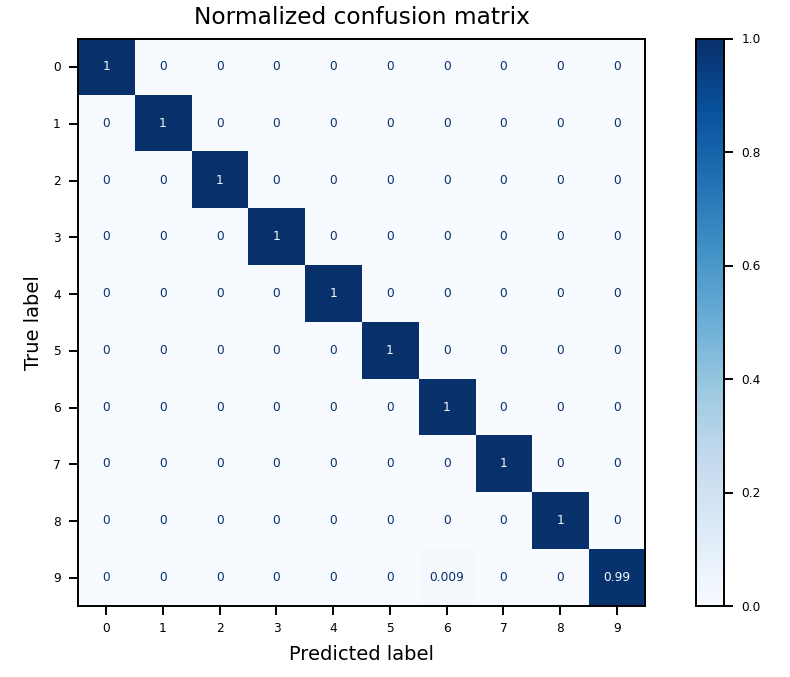 Normalized confusion matrix
0 1 0 0 0 0 0 0 0 0 0
1 0 1 0 0 0 0 0 0 0 0
2 0 0 1 0 0 0 0 0 0 0
3 0 0 0 1 0 0 0 0 0 0
4 0 0 0 0 1 0 0 0 0 0
5 0 0 0 0 0 1 0 0 0 0
6 0 0 0 0 0 0 1 0 0 0
7 0 0 0 0 0 0 0 1 0 0
8 0 0 0 0 0 0 0 0 1 0
9 0 0 0 0 0 0 0.009 0 0 0.99
0 1 2 3 4 5 6 7 8 9
Predicted label
True label
1.0
0.8
0.6
0.4
0.2
0.0